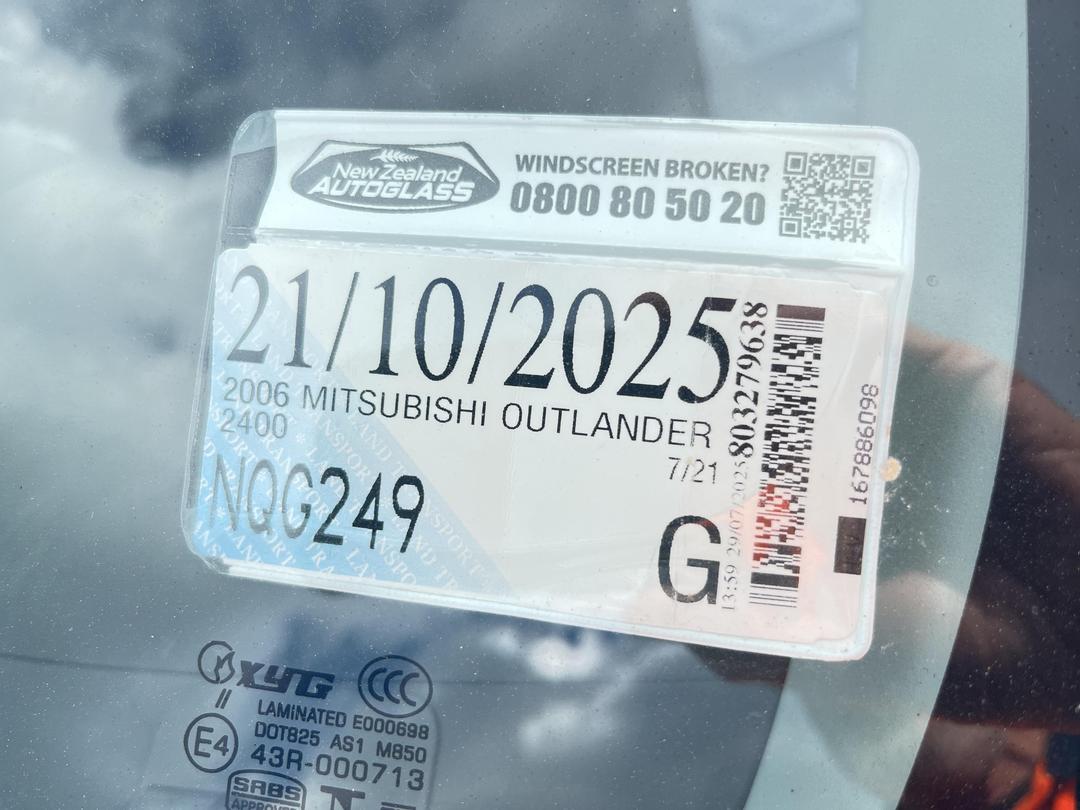 New Zealand
AUTOGLASS
WINDSCREEN BROKEN?
0800 80 50 20
21/10/2025
2006 MITSUBISHI OUTLANDER
2400
7/21
NQG249
G
13:59 29/07/2025
803279638
167886098
XYG
CCC
LAMINATED E000698
DOT825 AS1 M850
E4
43R-000713
SABS
APPROVED